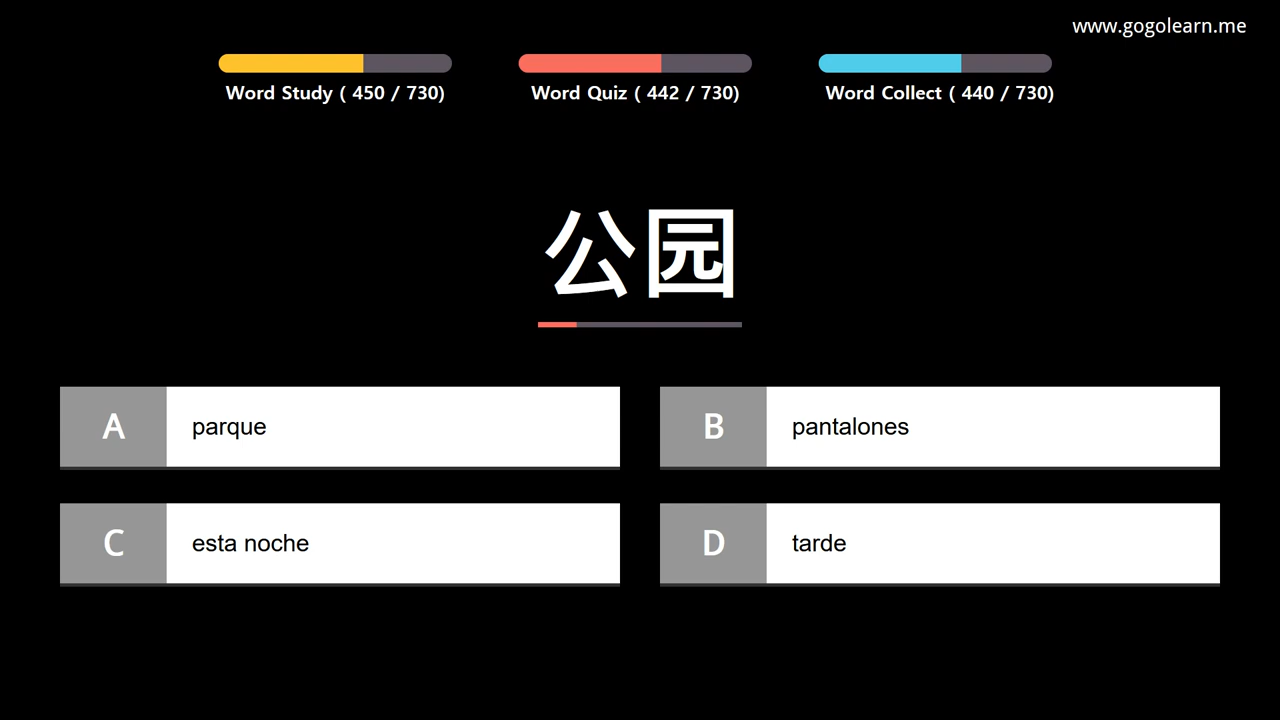 www.gogolearn.me
Word Study ( 450 / 730)
Word Quiz ( 442 / 730)
Word Collect ( 440 / 730)
公园
A parque
B pantalones
C esta noche
D tarde